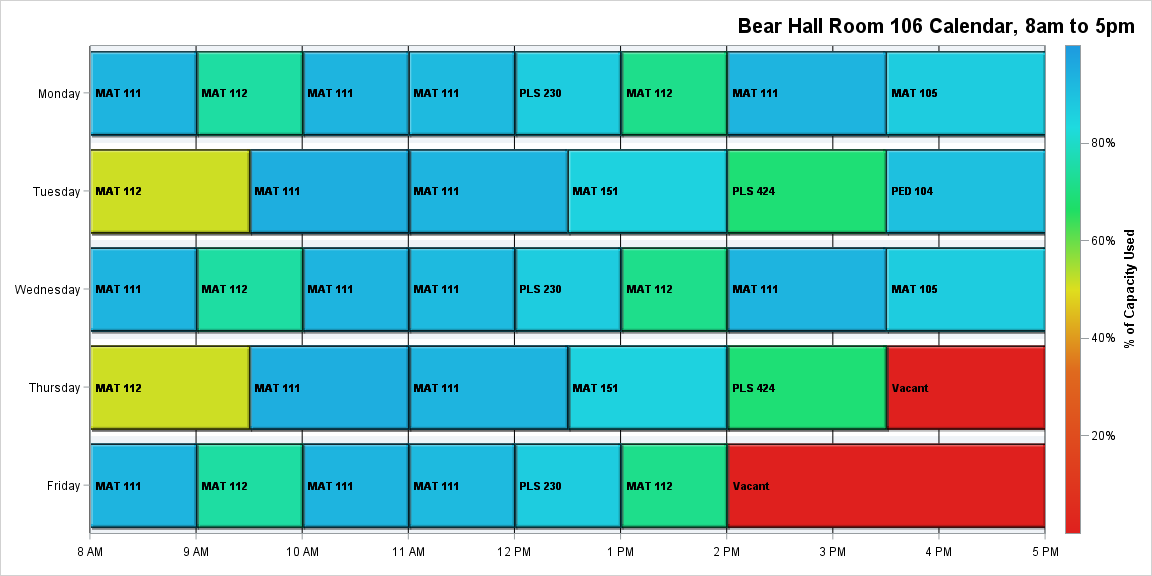 Bear Hall Room 106 Calendar, 8am to 5pm
Monday
MAT 111
MAT 112
MAT 111
MAT 111
PLS 230
MAT 112
MAT 111
MAT 105
Tuesday
MAT 112
MAT 111
MAT 111
MAT 151
PLS 424
PED 104
Wednesday
MAT 111
MAT 112
MAT 111
MAT 111
PLS 230
MAT 112
MAT 111
MAT 105
Thursday
MAT 112
MAT 111
MAT 111
MAT 151
PLS 424
Vacant
Friday
MAT 111
MAT 112
MAT 111
MAT 111
PLS 230
MAT 112
Vacant
8 AM
9 AM
10 AM
11 AM
12 PM
1 PM
2 PM
3 PM
4 PM
5 PM
80%
60%
40%
20%
% of Capacity Used